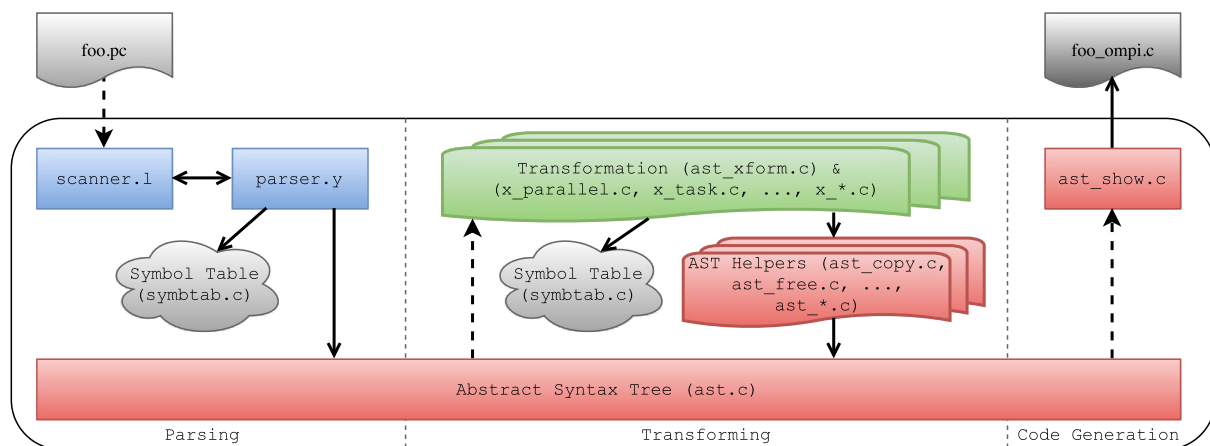 foo.pc
foo_ompi.c
scanner.l
parser.y
Transformation (ast_xform.c) &
(x_parallel.c, x_task.c, ..., x_*.c)
ast_show.c
Symbol Table
(symbtab.c)
Symbol Table
(symbtab.c)
AST Helpers (ast_copy.c,
ast_free.c, ...,
ast_*.c)
Abstract Syntax Tree (ast.c)
Parsing
Transforming
Code Generation